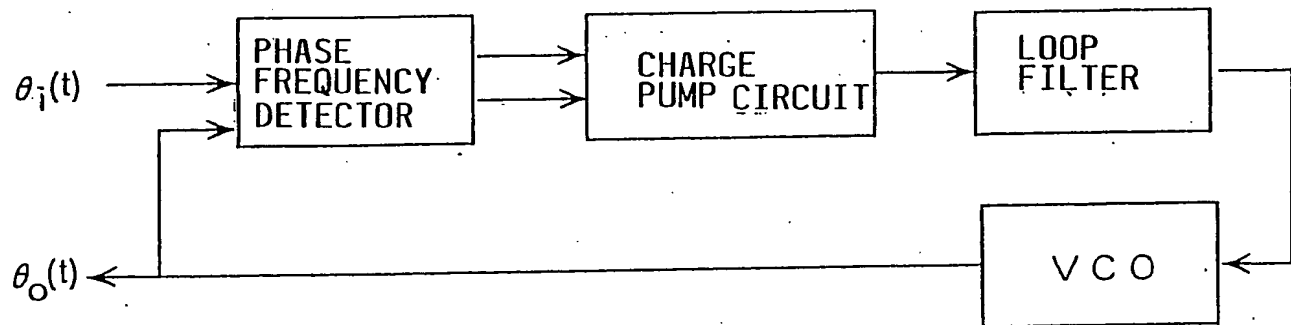 PHASE
FREQUENCY
DETECTOR
CHARGE
PUMP CIRCUIT
LOOP
FILTER
θi(t)
θo(t)
VCO